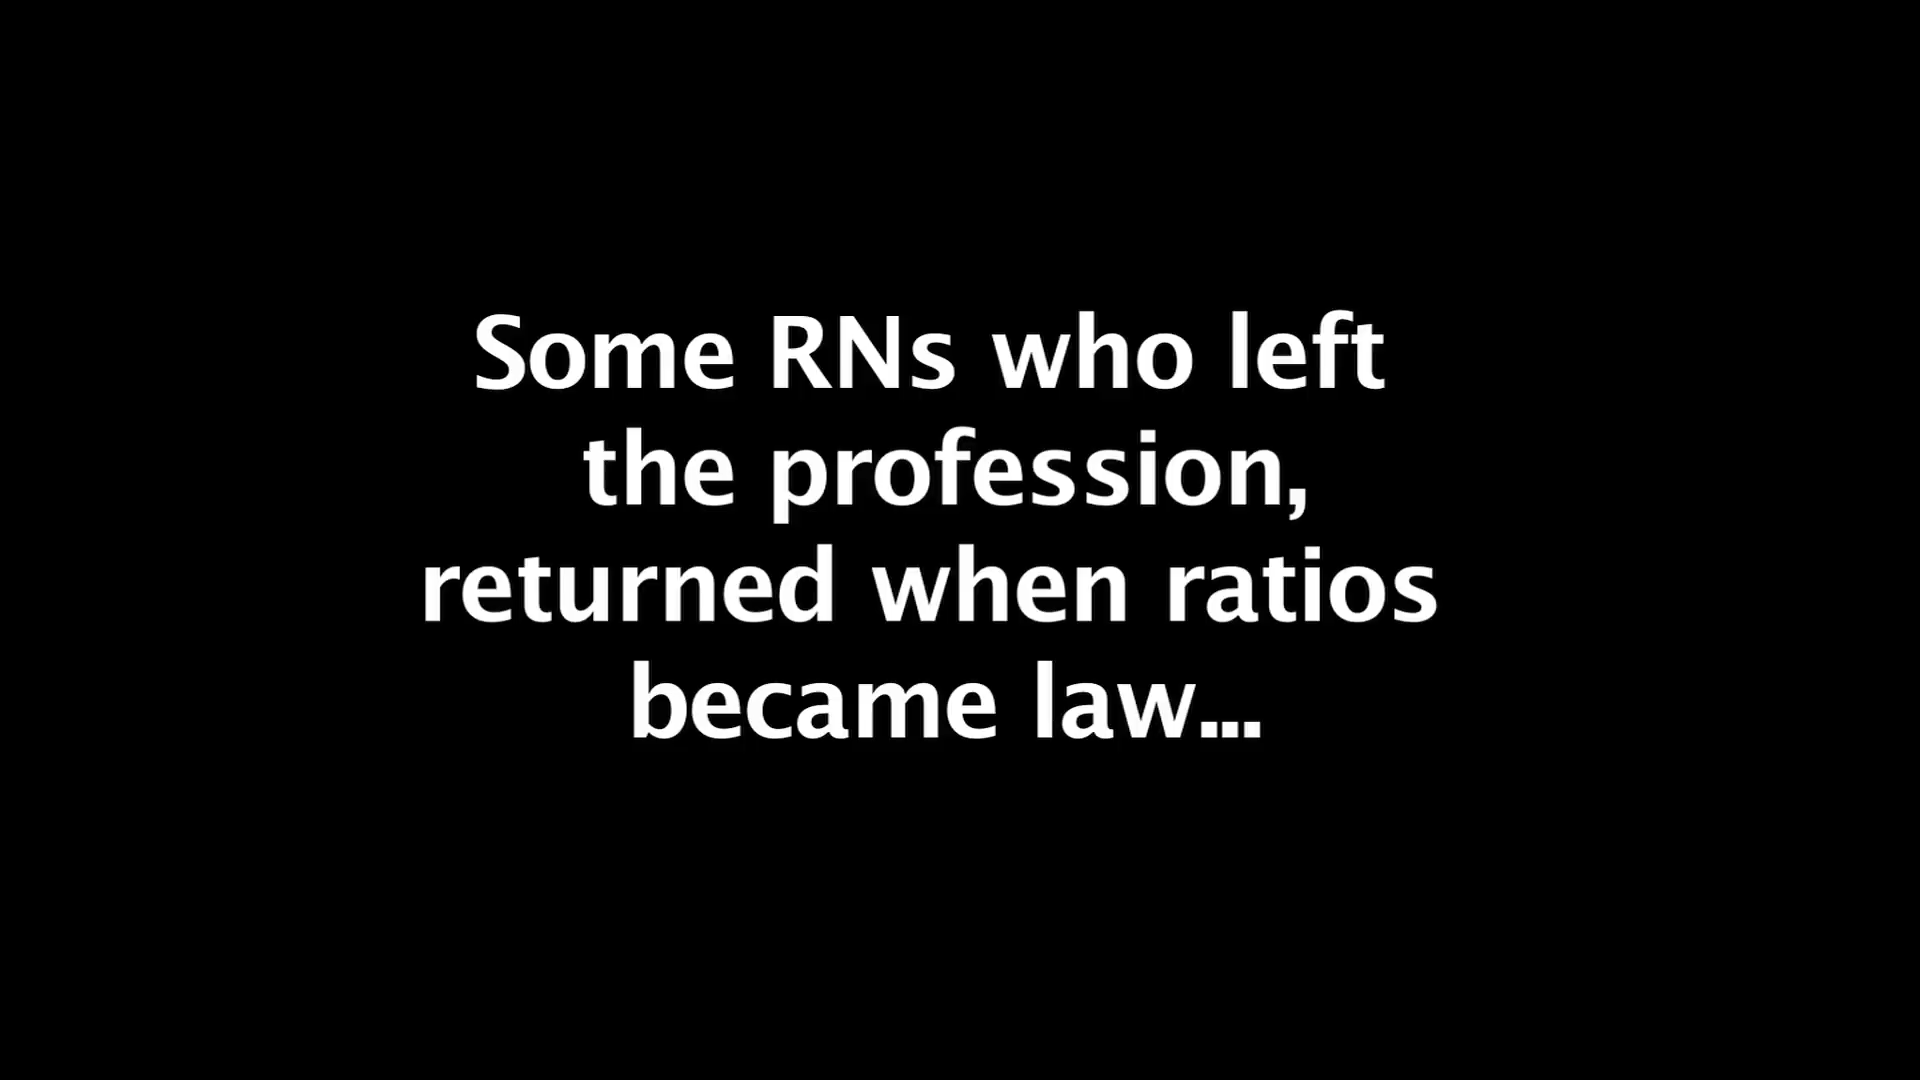 Some RNs who left
the profession,
returned when ratios
became law...